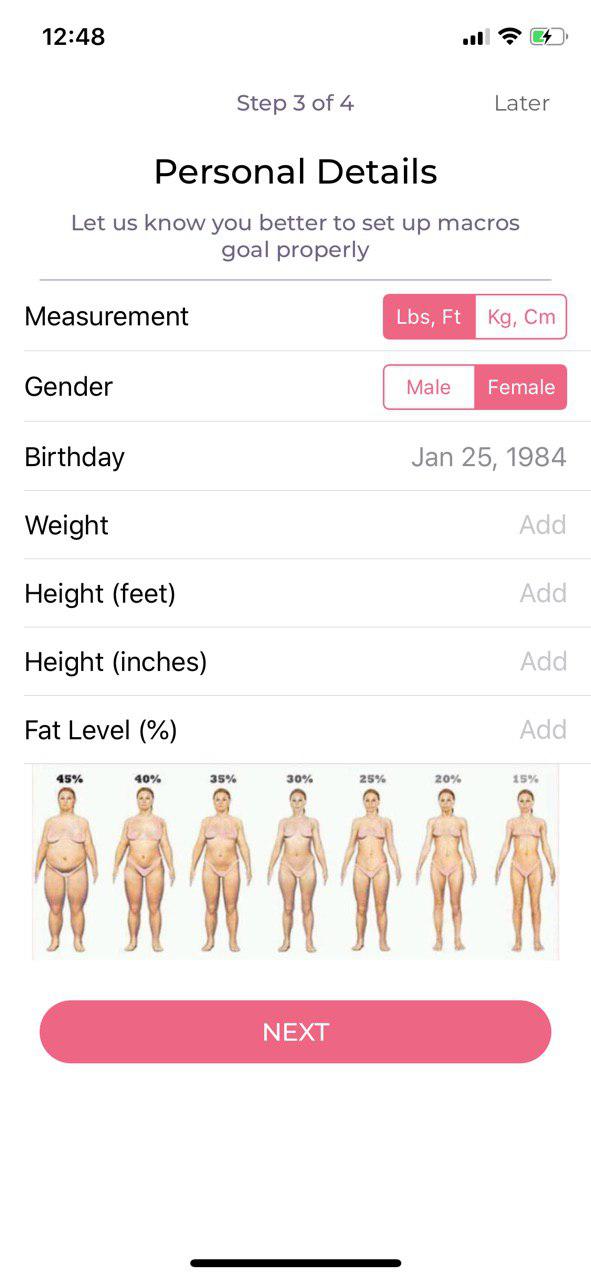 12:48
Step 3 of 4
Later
Personal Details
Let us know you better to set up macros
goal properly
Measurement
Lbs, Ft
Kg, Cm
Gender
Male
Female
Birthday
Jan 25, 1984
Weight
Add
Height (feet)
Add
Height (inches)
Add
Fat Level (%)
Add
45%
40%
35%
30%
25%
20%
15%
NEXT